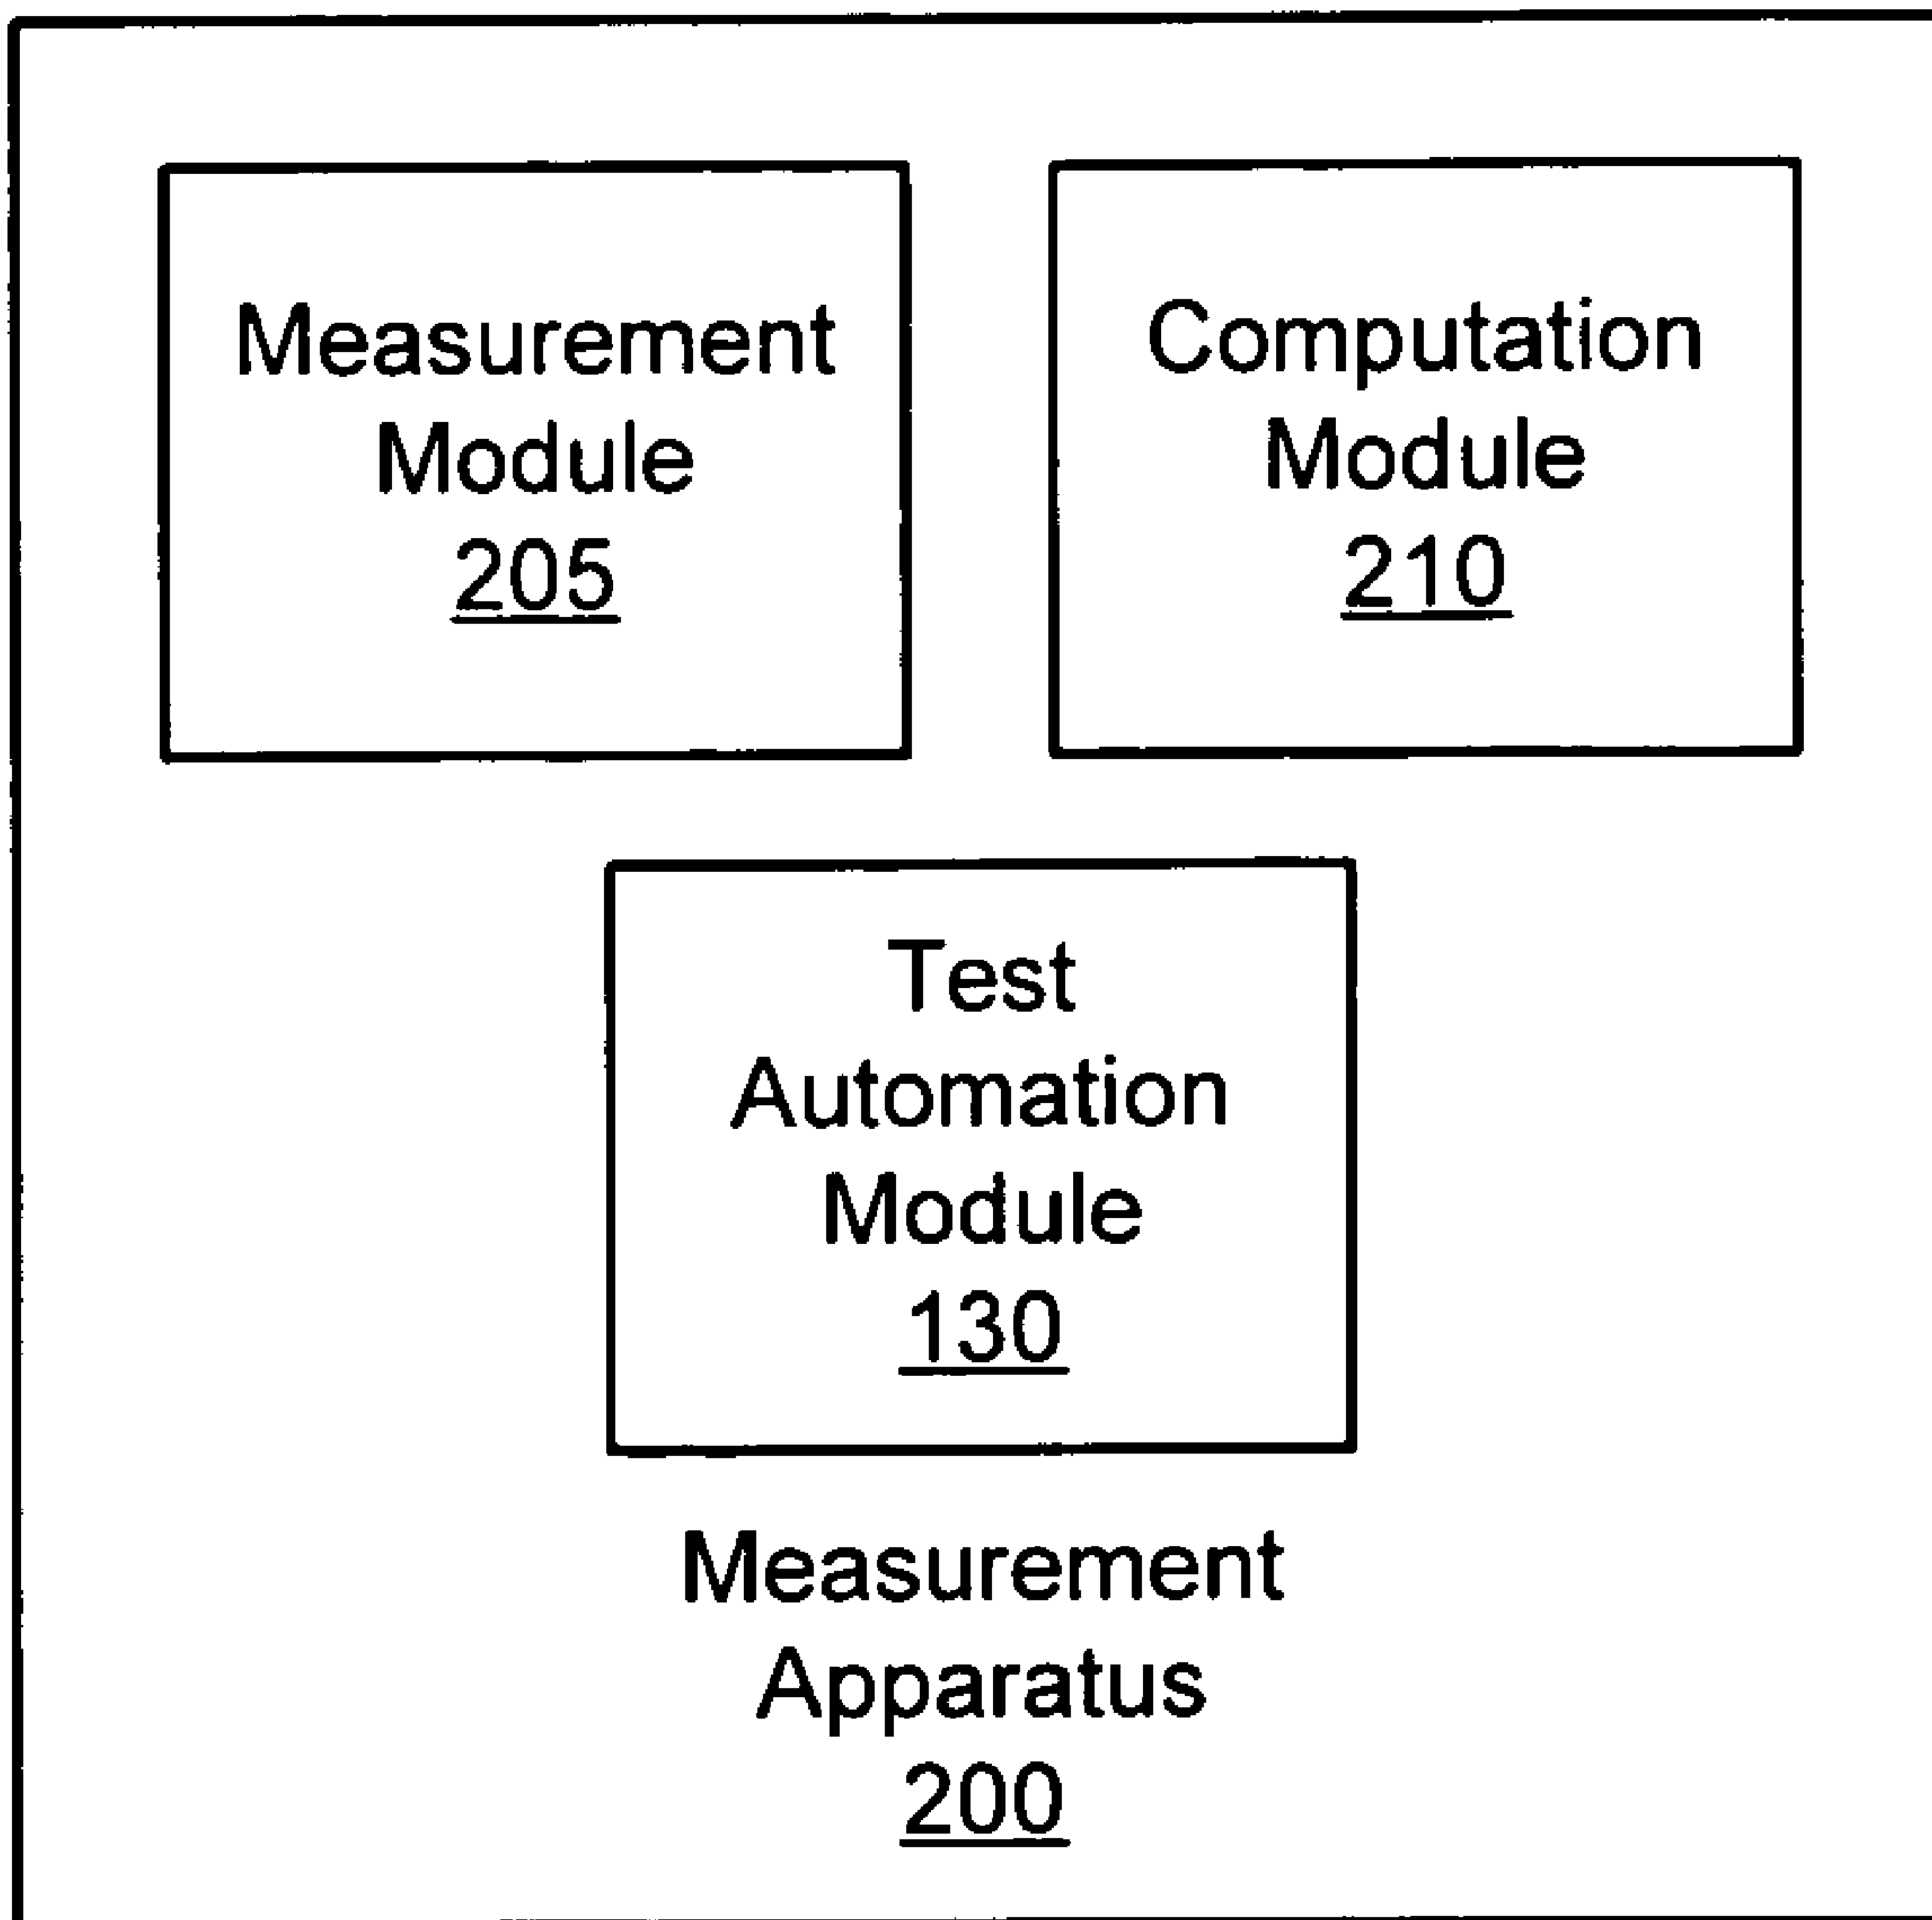 Measurement
Module
205
Computation
Module
210
Test
Automation
Module
130
Measurement
Apparatus
200